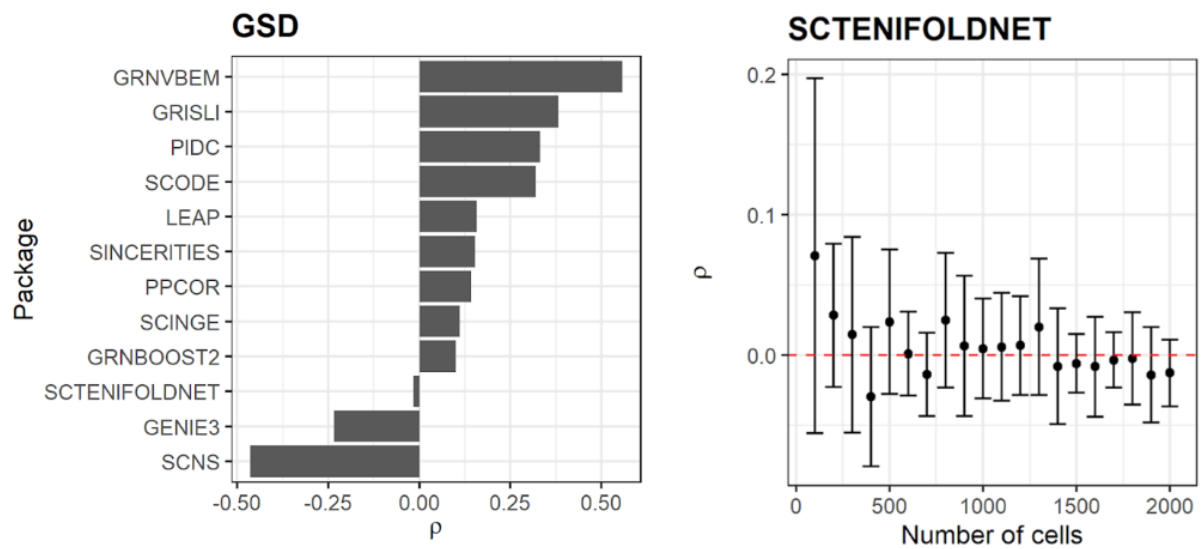 GSD
Package
GRNVBEM
GRISLI
PIDC
SCODE
LEAP
SINCERITIES
PPCOR
SCINGE
GRNBOOST2
SCTENIFOLDNET
GENIE3
SCNS
-0.50 -0.25 0.00 0.25 0.50
ρ
SCTENIFOLDNET
ρ
0.2
0.1
0.0
0 500 1000 1500 2000
Number of cells